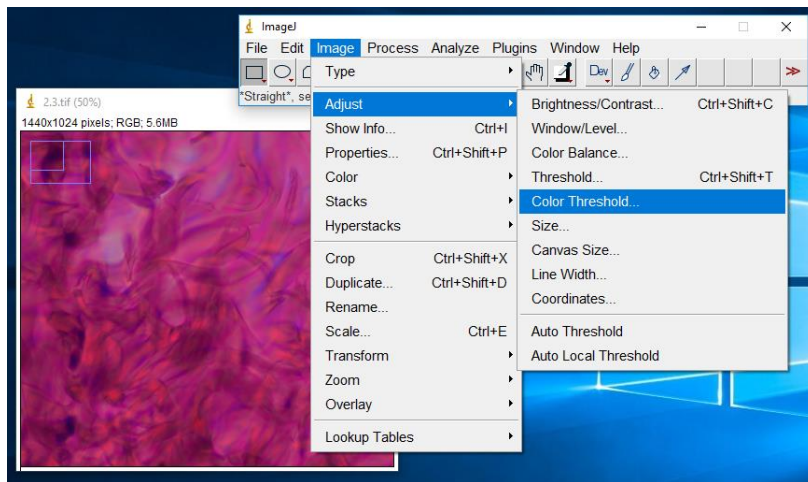 ImageJ
File Edit Image Process Analyze Plugins Window Help
Dev
*Straight*, se
2.3.tif (50%)
1440x1024 pixels; RGB; 5.6MB
Type
Adjust
Show Info... Ctrl+I
Properties... Ctrl+Shift+P
Color
Stacks
Hyperstacks
Crop Ctrl+Shift+X
Duplicate... Ctrl+Shift+D
Rename...
Scale... Ctrl+E
Transform
Zoom
Overlay
Lookup Tables
Brightness/Contrast... Ctrl+Shift+C
Window/Level...
Color Balance...
Threshold... Ctrl+Shift+T
Color Threshold...
Size...
Canvas Size...
Line Width...
Coordinates...
Auto Threshold
Auto Local Threshold